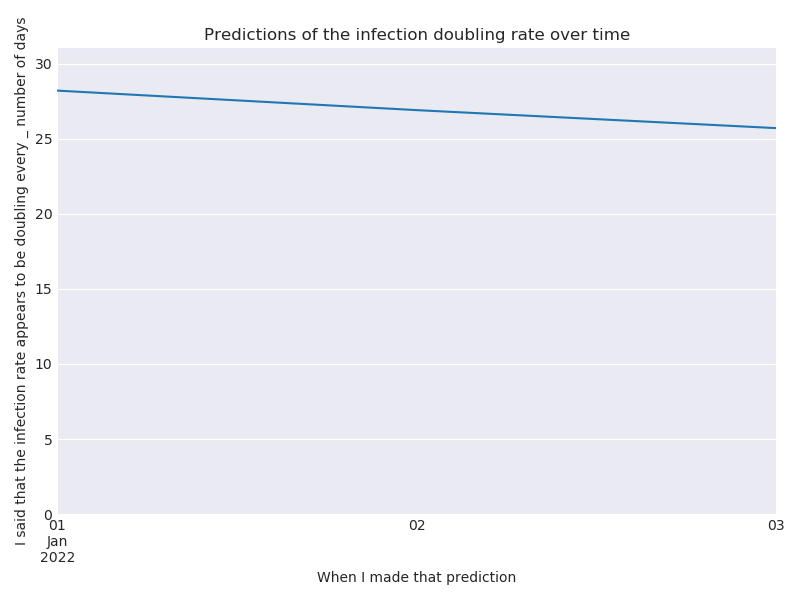 Predictions of the infection doubling rate over time
I said that the infection rate appears to be doubling every _ number of days
30
25
20
15
10
5
0
01
Jan
2022
02
03
When I made that prediction